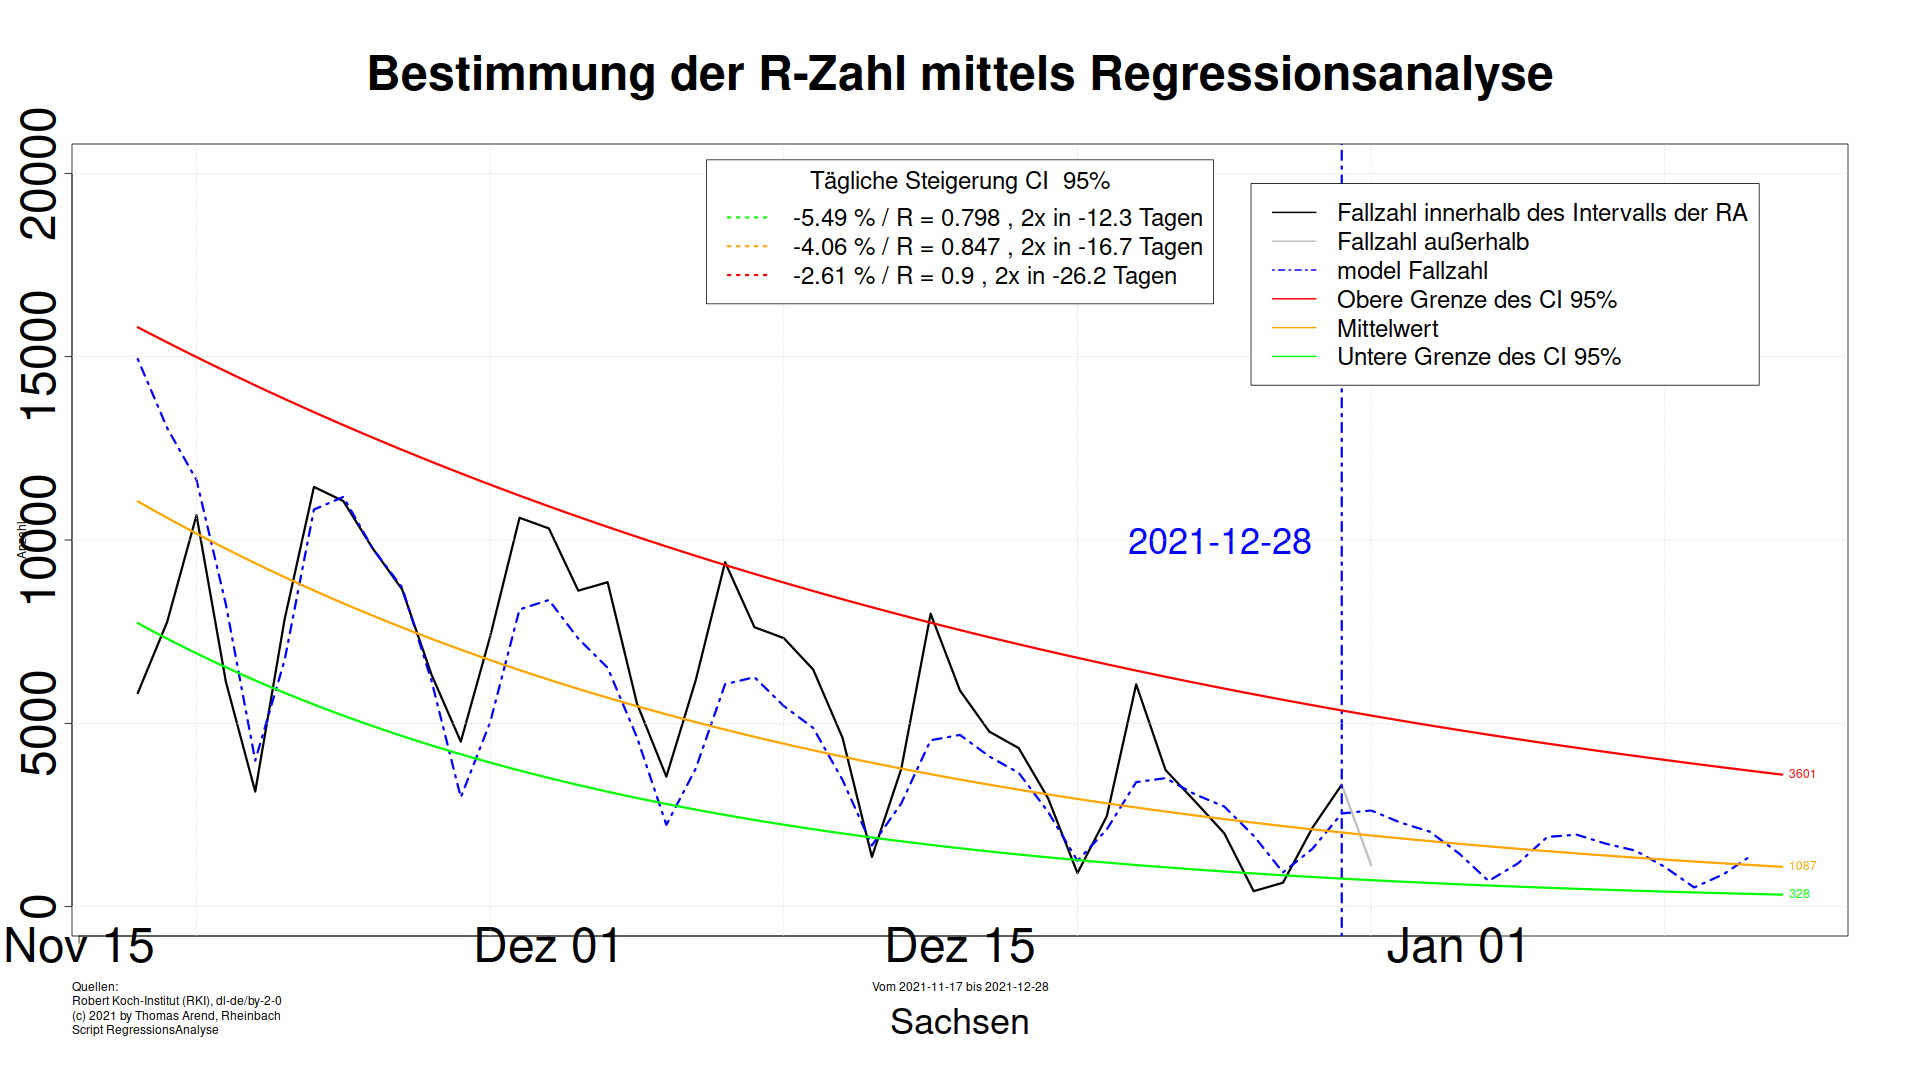 Bestimmung der R-Zahl mittels Regressionsanalyse
20000
15000
10000
5000
0
Anzahl
Tägliche Steigerung CI 95%
-5.49 % / R = 0.798 , 2x in -12.3 Tagen
-4.06 % / R = 0.847 , 2x in -16.7 Tagen
-2.61 % / R = 0.9 , 2x in -26.2 Tagen
Fallzahl innerhalb des Intervalls der RA
Fallzahl außerhalb
model Fallzahl
Obere Grenze des CI 95%
Mittelwert
Untere Grenze des CI 95%
2021-12-28
3601
1087
328
Nov 15 Dez 01 Dez 15 Jan 01
Quellen:
Robert Koch-Institut (RKI), dl-de/by-2-0
(c) 2021 by Thomas Arend, Rheinbach
Script RegressionsAnalyse
Vom 2021-11-17 bis 2021-12-28
Sachsen